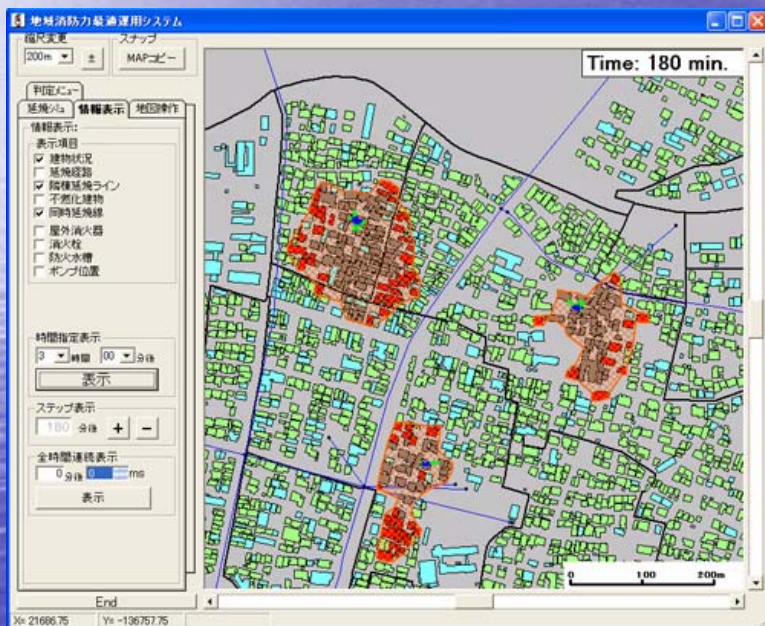 地域消防力最適運用システム
縮尺変更
スナップ
200m
±
MAPコピー
判定メニュー
延焼シミュ
情報表示
地図操作
情報表示:
表示項目
建物状況
延焼経路
隣棟延焼ライン
不燃化建物
同時延焼線
屋外消火器
消火栓
防火水槽
ポンプ位置
時間指定表示
3 時間 00 分後
表示
ステップ表示
180 分後 + −
全時間連続表示
0 分後 0 ms
表示
End
X= 21686.75 Y= -136757.75
Time: 180 min.
0 100 200m